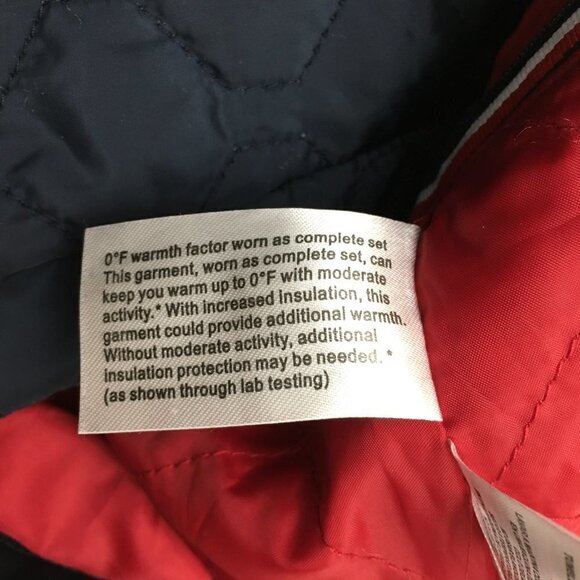 0°F warmth factor worn as complete set
This garment, worn as complete set, can
keep you warm up to 0°F with moderate
activity.* With increased Insulation, this
garment could provide additional warmth.
Without moderate activity, additional
insulation protection may be needed. *
(as shown through lab testing)